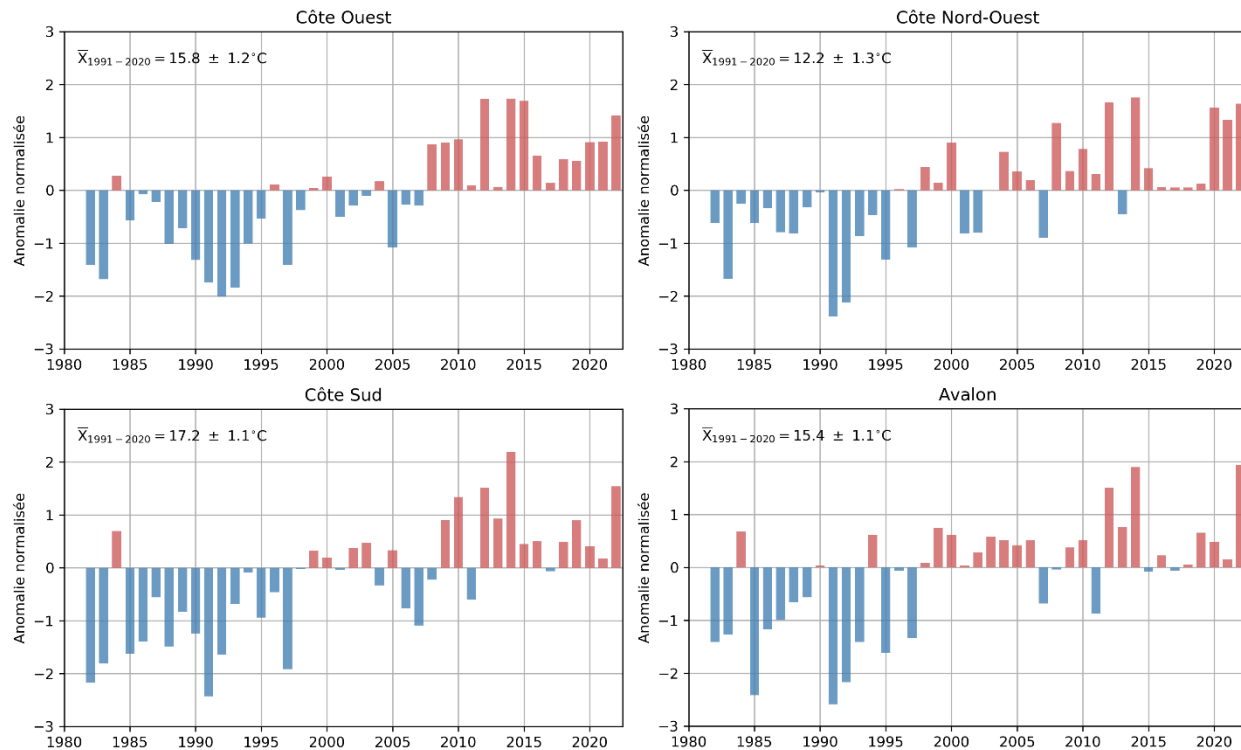 Côte Ouest
3
2
1
0
−1
−2
−3
Anomalie normalisée
X̅1991−2020 = 15.8 ± 1.2°C
1980 1985 1990 1995 2000 2005 2010 2015 2020
Côte Nord-Ouest
3
2
1
0
−1
−2
−3
Anomalie normalisée
X̅1991−2020 = 12.2 ± 1.3°C
1980 1985 1990 1995 2000 2005 2010 2015 2020
Côte Sud
3
2
1
0
−1
−2
−3
Anomalie normalisée
X̅1991−2020 = 17.2 ± 1.1°C
1980 1985 1990 1995 2000 2005 2010 2015 2020
Avalon
3
2
1
0
−1
−2
−3
Anomalie normalisée
X̅1991−2020 = 15.4 ± 1.1°C
1980 1985 1990 1995 2000 2005 2010 2015 2020